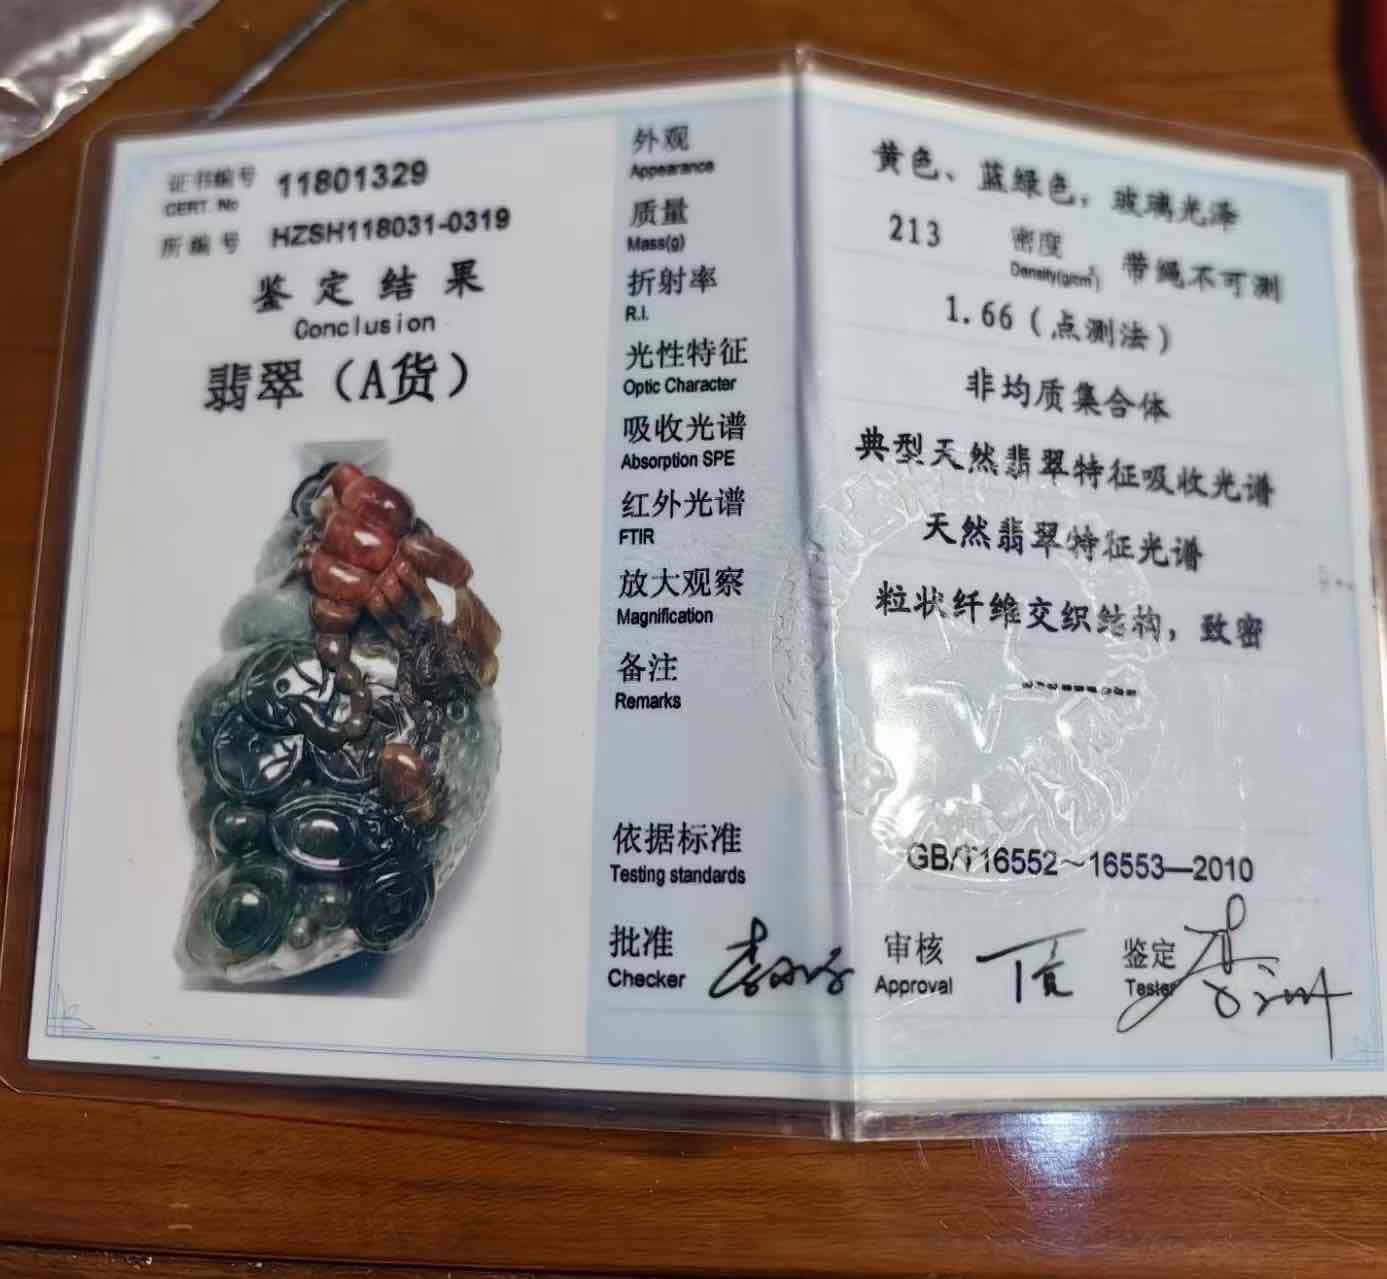 证书编号 11801329
CERT. No
所编号 HZSH118031-0319
鉴定结果
Conclusion
翡翠（A货）
外观 黄色、蓝绿色，玻璃光泽
Appearance
质量 213 密度 带绳不可测
Mass(g) Density(g/cm³)
折射率 1.66（点测法）
R.I.
光性特征 非均质集合体
Optic Character
吸收光谱 典型天然翡翠特征吸收光谱
Absorption SPE
红外光谱 天然翡翠特征光谱
FTIR
放大观察 粒状纤维交织结构，致密
Magnification
备注 ---------
Remarks
依据标准 GB/T16552～16553—2010
Testing standards
批准 审核 鉴定
Checker Approval Tester